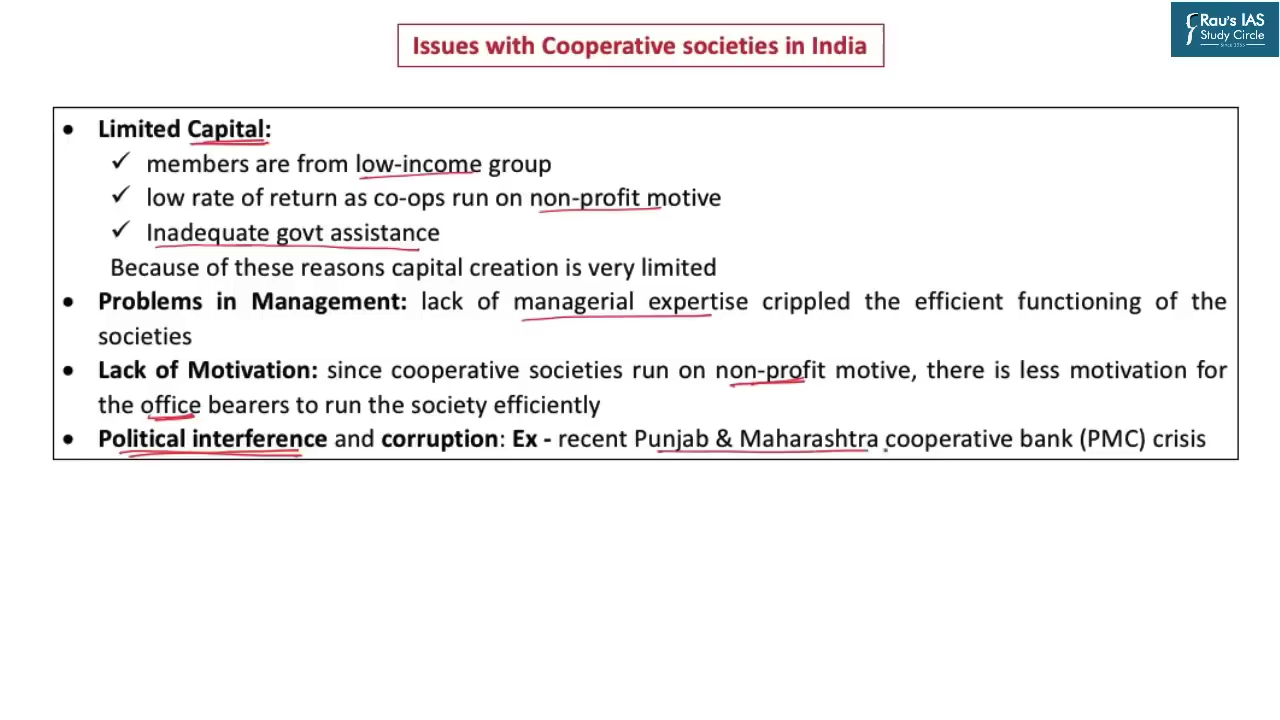 Issues with Cooperative societies in India
Rau's IAS
Study Circle
Since 1953
• Limited Capital:
✓ members are from low-income group
✓ low rate of return as co-ops run on non-profit motive
✓ Inadequate govt assistance
Because of these reasons capital creation is very limited
• Problems in Management: lack of managerial expertise crippled the efficient functioning of the
societies
• Lack of Motivation: since cooperative societies run on non-profit motive, there is less motivation for
the office bearers to run the society efficiently
• Political interference and corruption: Ex - recent Punjab & Maharashtra cooperative bank (PMC) crisis